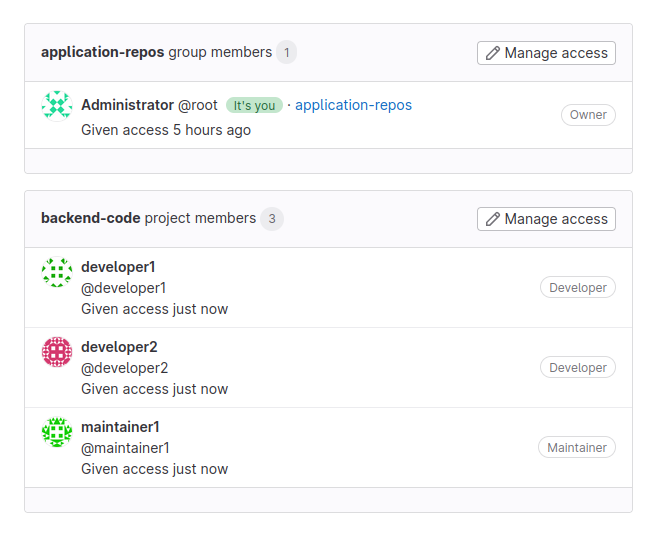 application-repos group members 1 Manage access
Administrator @root It's you · application-repos
Given access 5 hours ago
Owner
backend-code project members 3 Manage access
developer1
@developer1
Given access just now
Developer
developer2
@developer2
Given access just now
Developer
maintainer1
@maintainer1
Given access just now
Maintainer